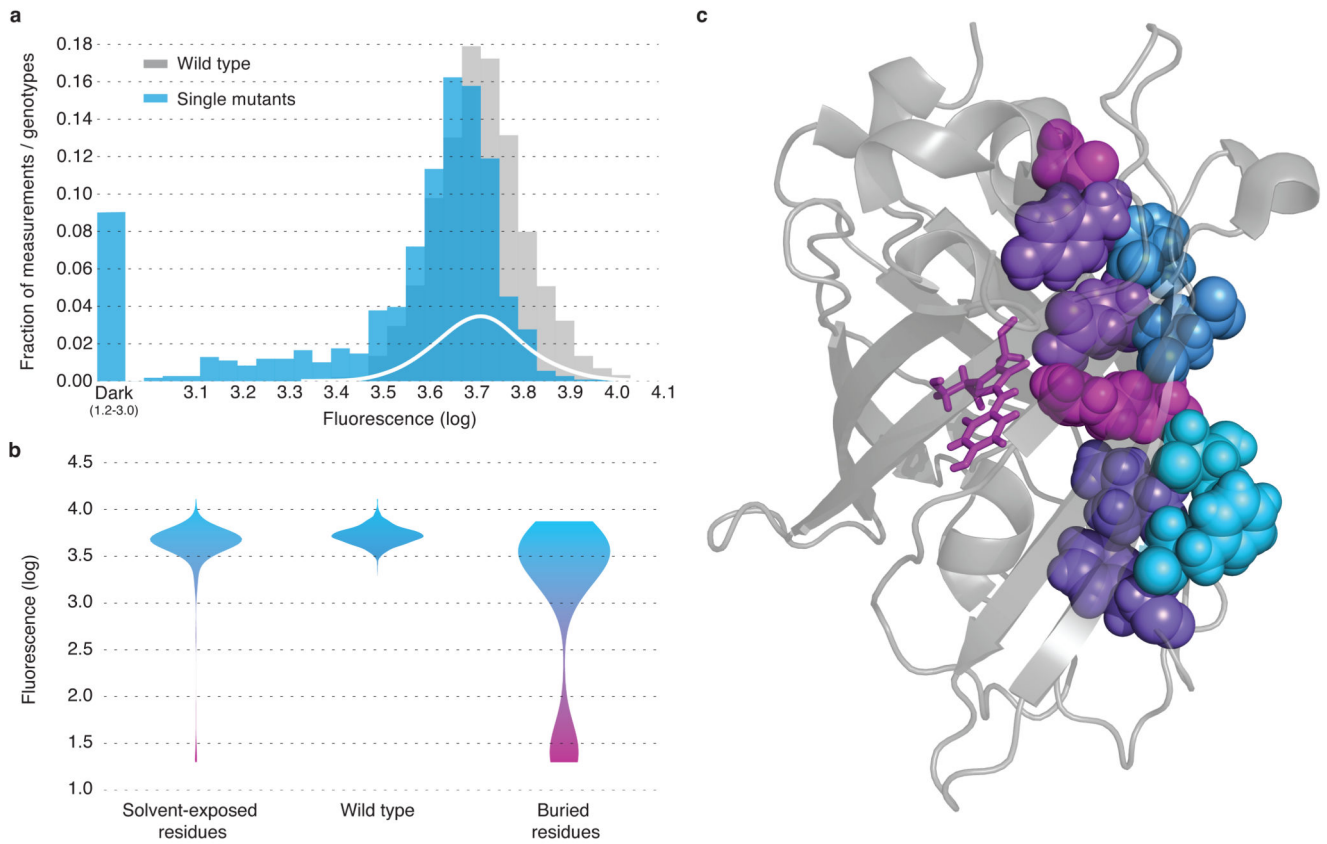 a
Fraction of measurements / genotypes
0.18
0.16
0.14
0.12
0.10
0.08
0.06
0.04
0.02
0.00
Wild type
Single mutants
Dark
(1.2-3.0)
3.1 3.2 3.3 3.4 3.5 3.6 3.7 3.8 3.9 4.0 4.1
Fluorescence (log)
b
Fluorescence (log)
4.5
4.0
3.5
3.0
2.5
2.0
1.5
1.0
Solvent-exposed
residues
Wild type
Buried
residues
c